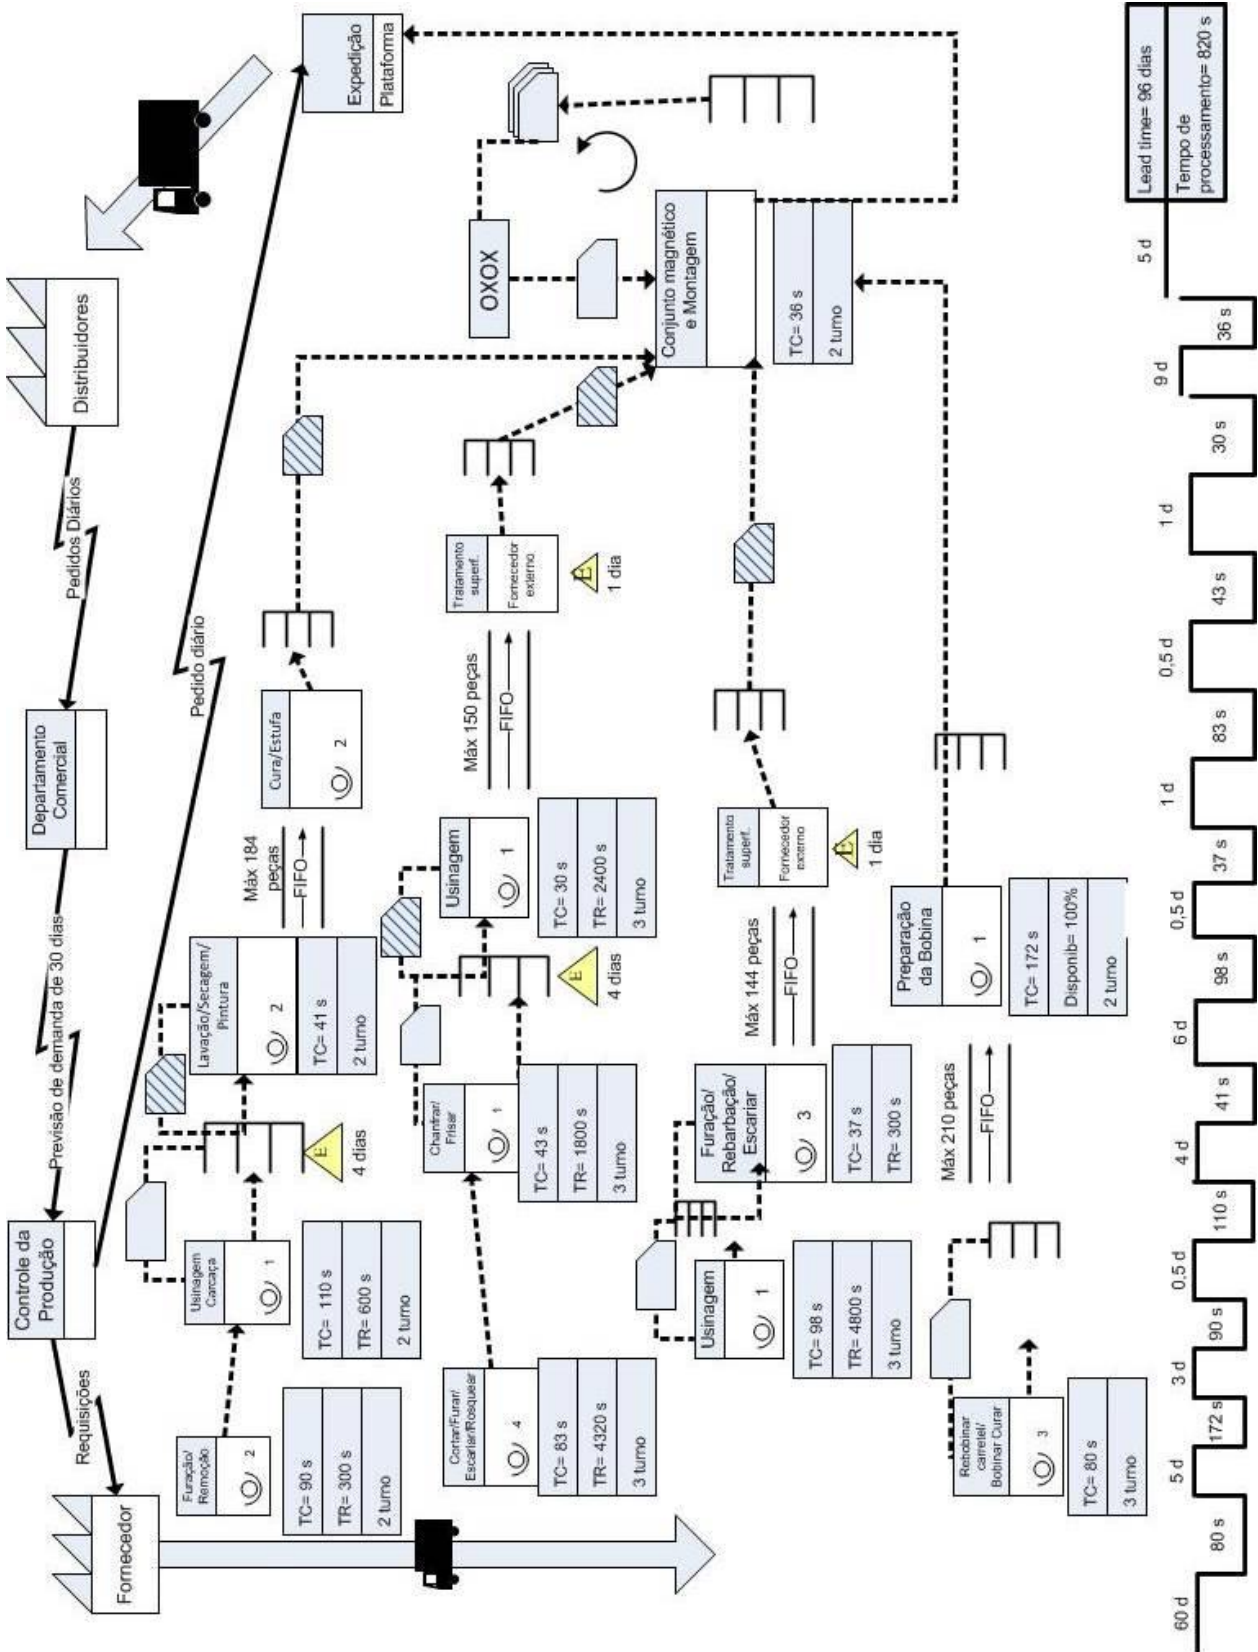 Fornecedor
Requisições
Controle da
Produção
Previsão de demanda de 30 dias
Departamento
Comercial
Pedidos Diários
Distribuidores
Pedido diário
Expedição
Plataforma
Furação/
Remoção
2
TC= 90 s
TR= 300 s
2 turno
Usinagem
Carcaça
1
TC= 110 s
TR= 600 s
2 turno
E
4 dias
Lavação/Secagem/
Pintura
2
TC= 41 s
2 turno
Máx 184
peças
FIFO
Cura/Estufa
2
Cortar/Furar/
Escariar/Rosquear
4
TC= 83 s
TR= 4320 s
3 turno
Chanfrar/
Frisar
1
TC= 43 s
TR= 1800 s
3 turno
E
4 dias
Usinagem
1
TC= 30 s
TR= 2400 s
3 turno
Máx 150 peças
FIFO
Tratamento
superf.
Fornecedor
externo
E
1 dia
OXOX
Conjunto magnético
e Montagem
TC= 36 s
2 turno
Usinagem
1
TC= 98 s
TR= 4800 s
3 turno
Furação/
Rebarbação/
Escariar
3
TC= 37 s
TR= 300 s
Máx 144 peças
FIFO
Tratamento
superf.
Fornecedor
externo
E
1 dia
Rebobinar
carretel/
Bobinar Curar
3
TC= 80 s
3 turno
Máx 210 peças
FIFO
Preparação
da Bobina
1
TC= 172 s
Disponib= 100%
2 turno
60 d
80 s
5 d
172 s
3 d
90 s
0,5 d
110 s
4 d
41 s
6 d
98 s
0,5 d
37 s
1 d
83 s
0,5 d
43 s
1 d
30 s
9 d
36 s
5 d
Lead time= 96 dias
Tempo de
processamento= 820 s